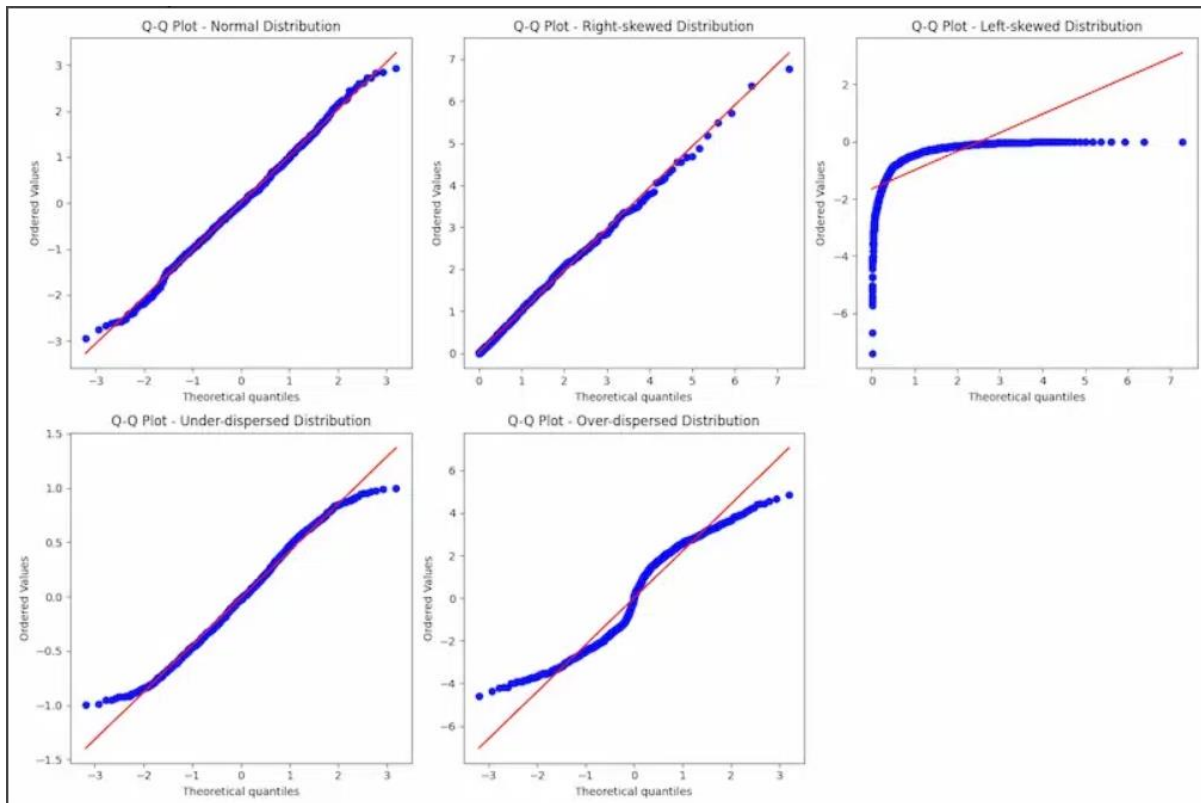 Q-Q Plot - Normal Distribution
3
2
1
0
−1
−2
−3
Ordered Values
−3 −2 −1 0 1 2 3
Theoretical quantiles
Q-Q Plot - Right-skewed Distribution
7
6
5
4
3
2
1
0
Ordered Values
0 1 2 3 4 5 6 7
Theoretical quantiles
Q-Q Plot - Left-skewed Distribution
2
0
−2
−4
−6
Ordered Values
0 1 2 3 4 5 6 7
Theoretical quantiles
Q-Q Plot - Under-dispersed Distribution
1.5
1.0
0.5
0.0
−0.5
−1.0
−1.5
Ordered Values
−3 −2 −1 0 1 2 3
Theoretical quantiles
Q-Q Plot - Over-dispersed Distribution
6
4
2
0
−2
−4
−6
Ordered Values
−3 −2 −1 0 1 2 3
Theoretical quantiles